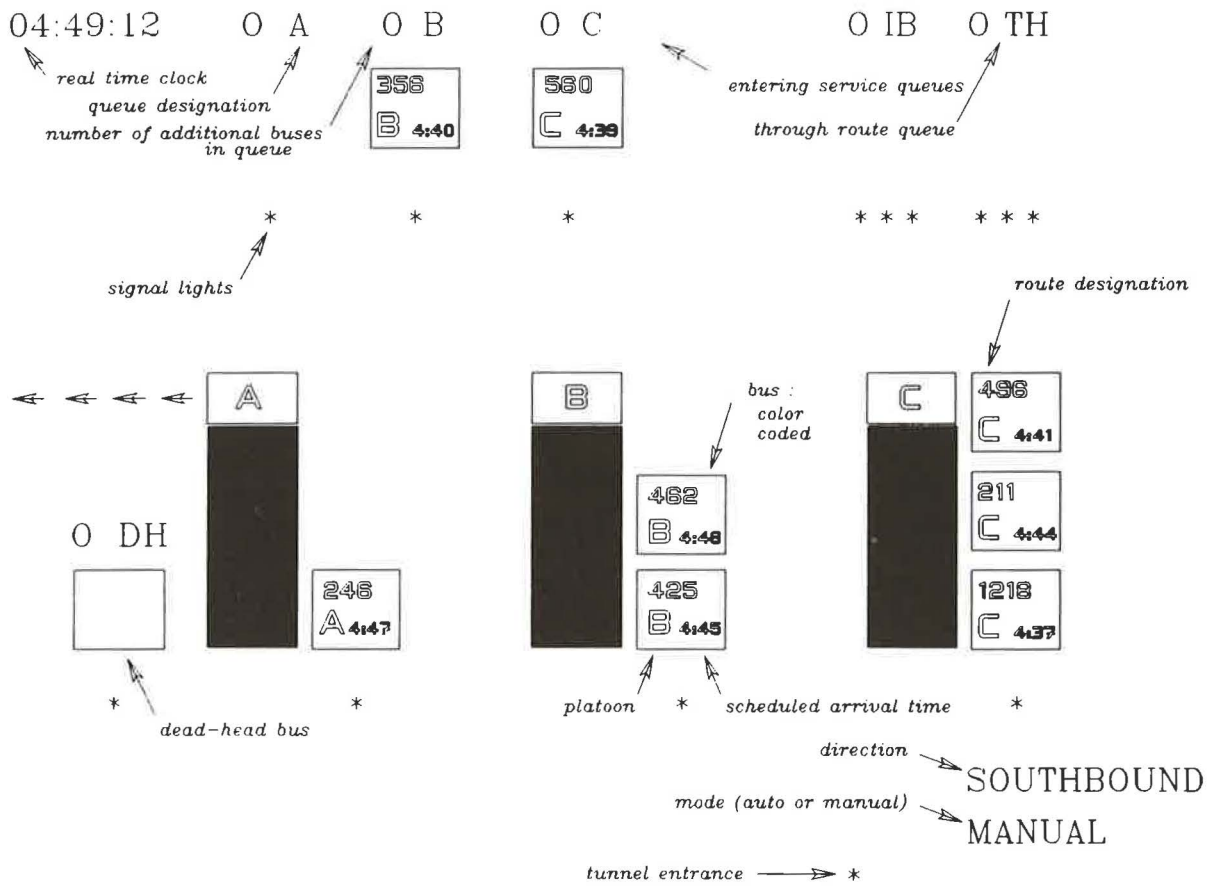 04:49:12 O A O B O C O IB O TH
real time clock
queue designation
number of additional buses
in queue
356
B 4:40
560
C 4:39
entering service queues
through route queue
* * * * * * * * *
signal lights
route designation
A
B
bus :
color
coded
C
496
C 4:41
462
B 4:48
211
C 4:44
O DH
246
A 4:47
425
B 4:45
1218
C 4:37
* * platoon * scheduled arrival time *
dead-head bus
direction
SOUTHBOUND
mode (auto or manual)
MANUAL
tunnel entrance *